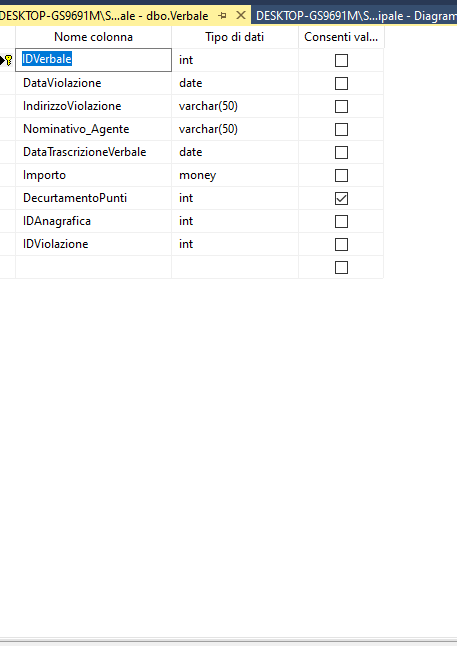 DESKTOP-GS9691M\S...ale - dbo.Verbale DESKTOP-GS9691M\S...ipale - Diagram
Nome colonna Tipo di dati Consenti val...
IDVerbale int
DataViolazione date
IndirizzoViolazione varchar(50)
Nominativo_Agente varchar(50)
DataTrascrizioneVerbale date
Importo money
DecurtamentoPunti int
IDAnagrafica int
IDViolazione int